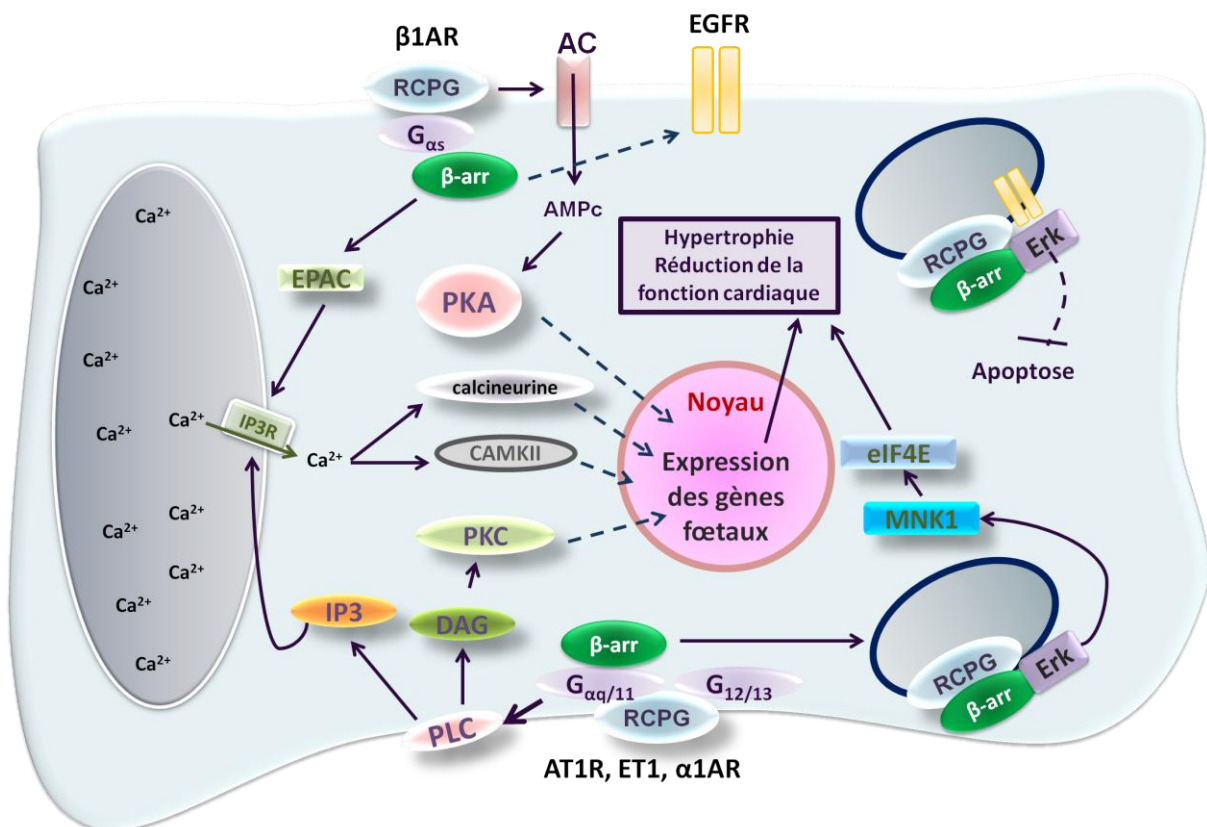 β1AR
AC
EGFR
RCPG
Gαs
β-arr
AMPc
EPAC
PKA
Hypertrophie
Réduction de la
fonction cardiaque
RCPG
β-arr
Erk
Apoptose
Ca²⁺
Ca²⁺
Ca²⁺
Ca²⁺
Ca²⁺
Ca²⁺
Ca²⁺
Ca²⁺
Ca²⁺
Ca²⁺
IP3R
Ca²⁺
calcineurine
CAMKII
Noyau
Expression
des gènes
fœtaux
eIF4E
MNK1
PKC
IP3
DAG
β-arr
Gαq/11
G12/13
RCPG
PLC
RCPG
β-arr
Erk
AT1R, ET1, α1AR